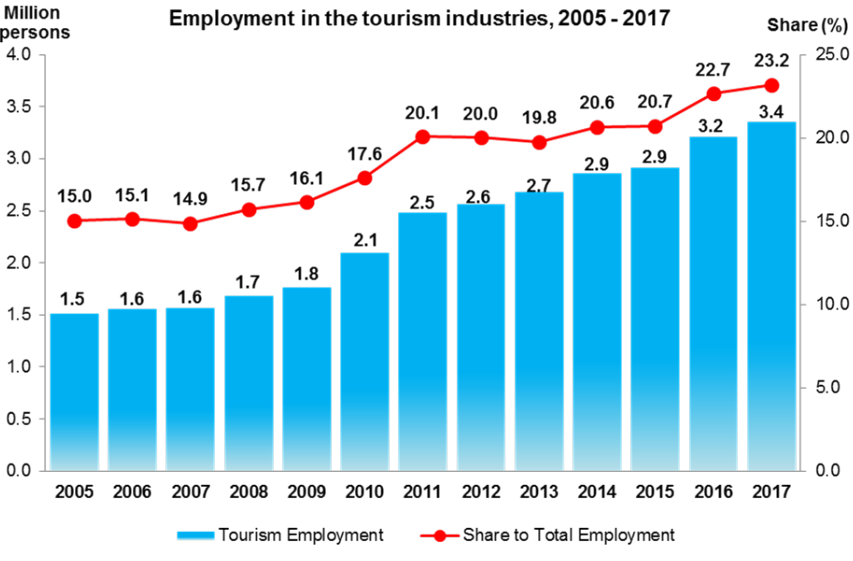 Million
persons
Employment in the tourism industries, 2005 - 2017
Share (%)
4.0
3.5
3.0
2.5
2.0
1.5
1.0
0.5
0.0
25.0
20.0
15.0
10.0
5.0
0.0
15.0 15.1 14.9 15.7 16.1 17.6 20.1 20.0 19.8 20.6 20.7 22.7 23.2
1.5 1.6 1.6 1.7 1.8 2.1 2.5 2.6 2.7 2.9 2.9 3.2 3.4
2005 2006 2007 2008 2009 2010 2011 2012 2013 2014 2015 2016 2017
Tourism Employment Share to Total Employment